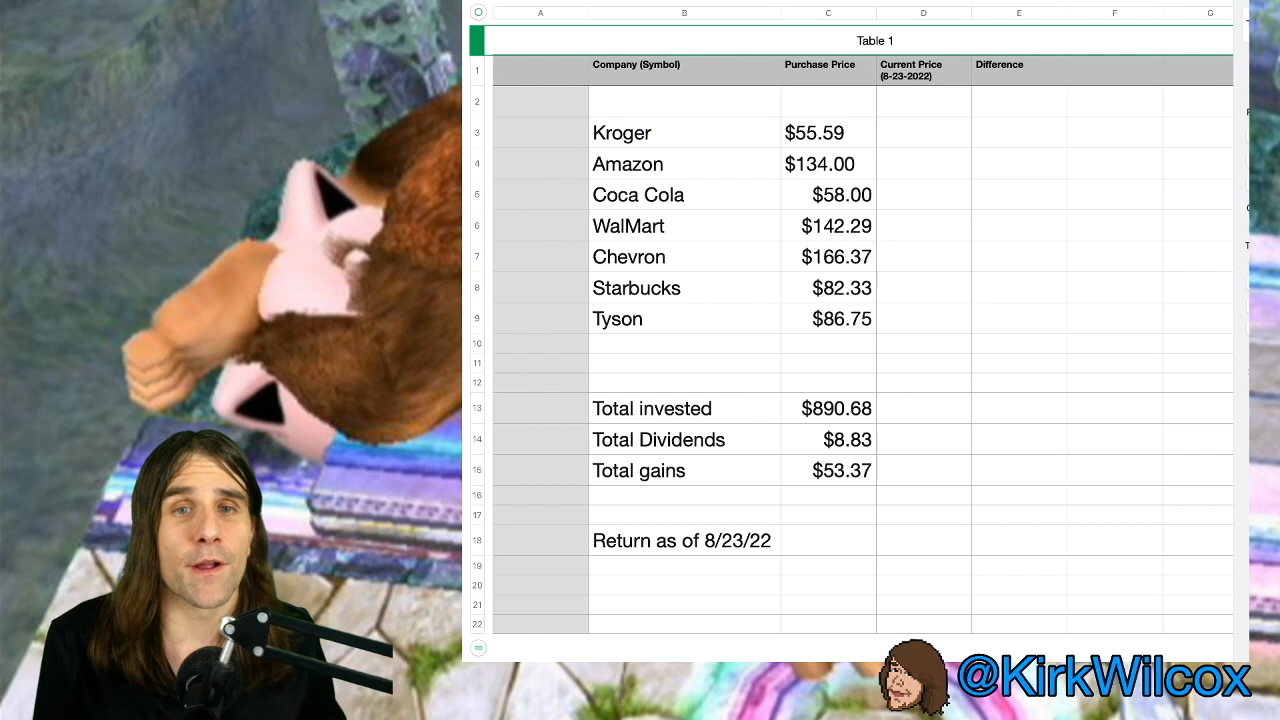 A B C D E F G
Table 1
1 Company (Symbol) Purchase Price Current Price (8-23-2022) Difference
2
3 Kroger $55.59
4 Amazon $134.00
5 Coca Cola $58.00
6 WalMart $142.29
7 Chevron $166.37
8 Starbucks $82.33
9 Tyson $86.75
10
11
12
13 Total invested $890.68
14 Total Dividends $8.83
15 Total gains $53.37
16
17
18 Return as of 8/23/22
19
20
21
22
@KirkWilcox